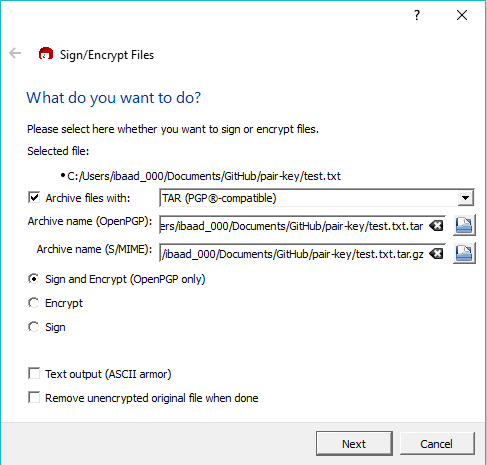 ?
Sign/Encrypt Files
What do you want to do?
Please select here whether you want to sign or encrypt files.
Selected file:
• C:/Users/ibaad_000/Documents/GitHub/pair-key/test.txt
Archive files with: TAR (PGP®-compatible)
Archive name (OpenPGP): ers/ibaad_000/Documents/GitHub/pair-key/test.txt.tar
Archive name (S/MIME): /ibaad_000/Documents/GitHub/pair-key/test.txt.tar.gz
Sign and Encrypt (OpenPGP only)
Encrypt
Sign
Text output (ASCII armor)
Remove unencrypted original file when done
Next Cancel